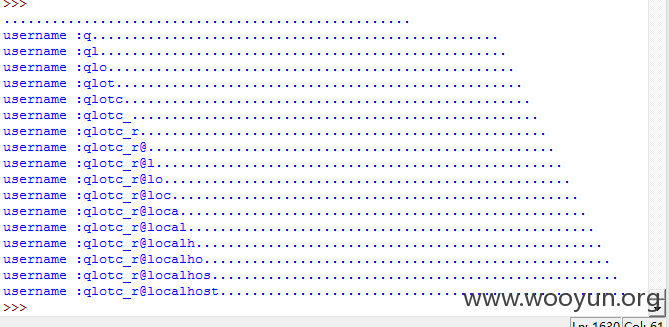 >>>
..................................................
username :q..................................................
username :ql..................................................
username :qlo..................................................
username :qlot..................................................
username :qlotc..................................................
username :qlotc_..................................................
username :qlotc_r..................................................
username :qlotc_r@..................................................
username :qlotc_r@l..................................................
username :qlotc_r@lo..................................................
username :qlotc_r@loc..................................................
username :qlotc_r@loca..................................................
username :qlotc_r@local..................................................
username :qlotc_r@localh..................................................
username :qlotc_r@localho..................................................
username :qlotc_r@localhos..................................................
username :qlotc_r@localhost..................................................
>>>
www.wooyun.org
Ln: 1630 Col: 61